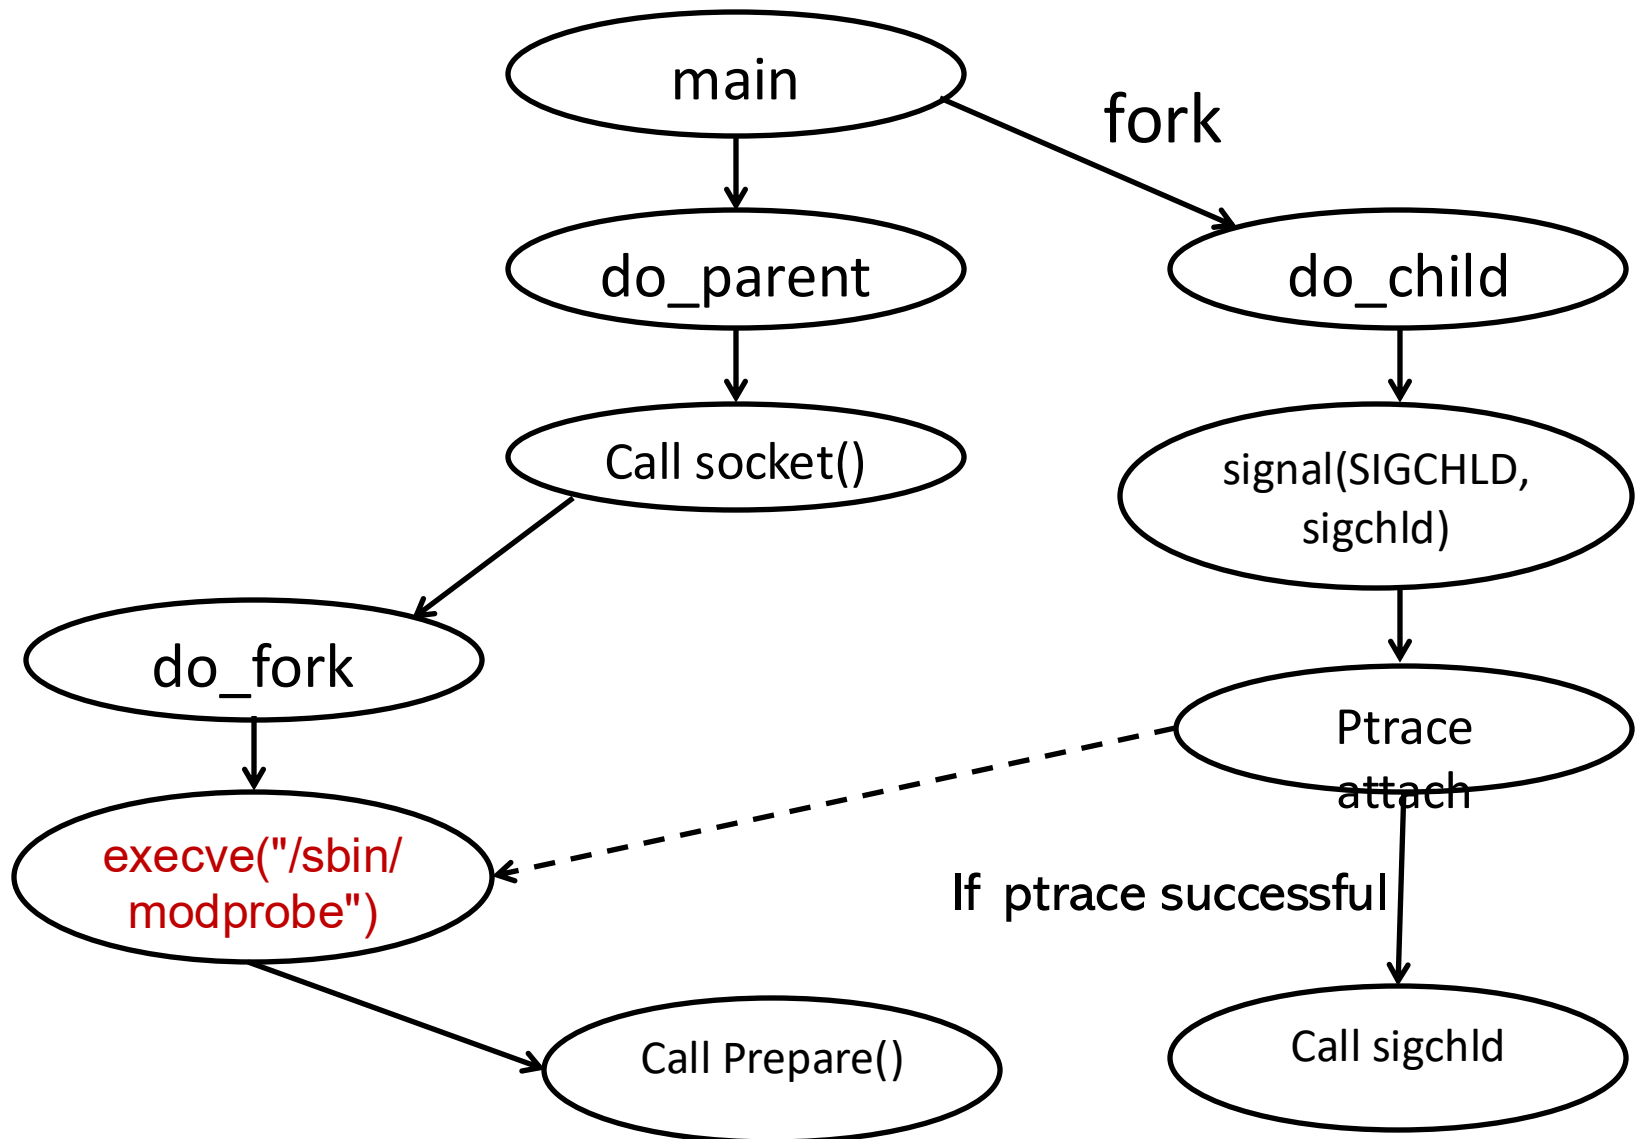 main
fork
do_parent
do_child
Call socket()
signal(SIGCHLD,
sigchld)
do_fork
Ptrace
attach
execve("/sbin/
modprobe")
If ptrace successful
Call Prepare()
Call sigchld